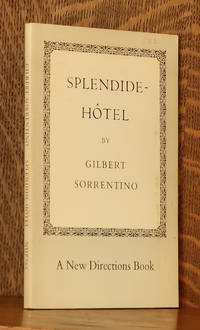 SPLENDIDE-
HÔTEL
BY
GILBERT
SORRENTINO
A New Directions Book